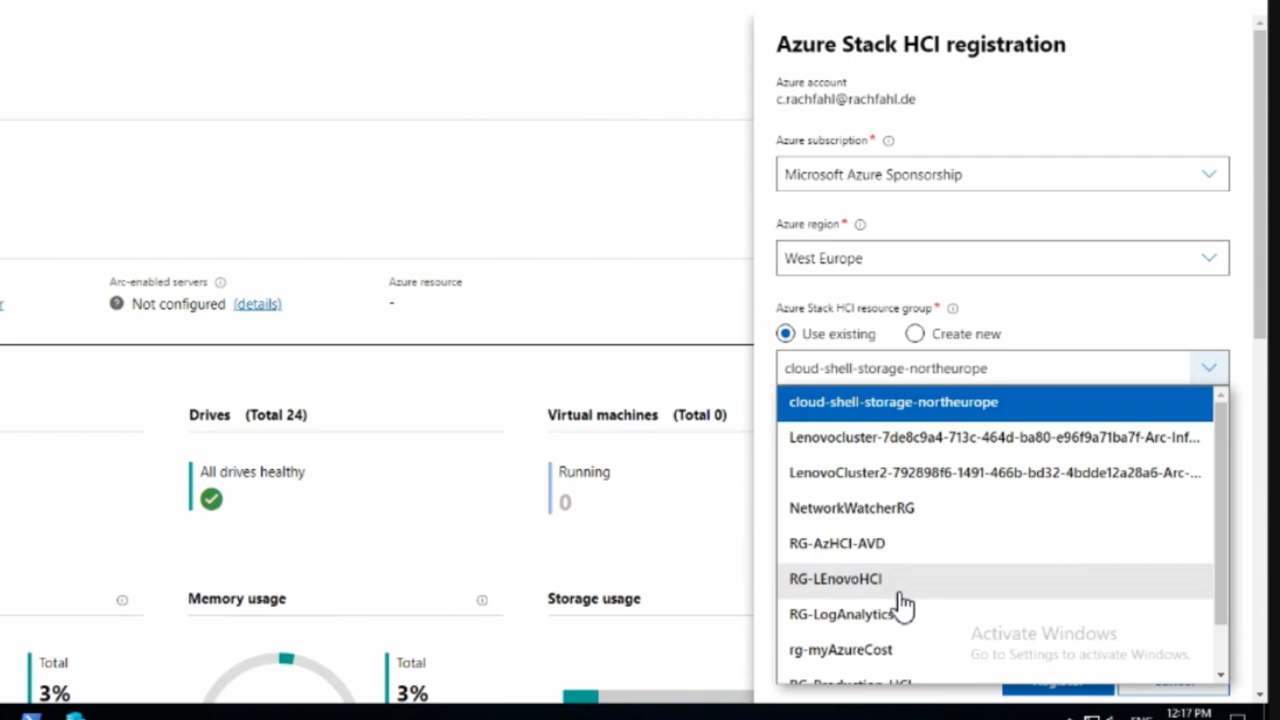 Azure Stack HCI registration
Azure account
c.rachfahl@rachfahl.de
Azure subscription*
Microsoft Azure Sponsorship
Azure region*
West Europe
Azure Stack HCI resource group*
Use existing
Create new
cloud-shell-storage-northeurope
cloud-shell-storage-northeurope
Lenovocluster-7de8c9a4-713c-464d-ba80-e96f9a71ba7f-Arc-Inf...
LenovoCluster2-792898f6-1491-466b-bd32-4bdde12a28a6-Arc-...
NetworkWatcherRG
RG-AzHCI-AVD
RG-LEnovoHCI
RG-LogAnalytics
rg-myAzureCost
RG-Production-HCI
Activate Windows
Go to Settings to activate Windows.
Arc-enabled servers
Not configured (details)
Azure resource
-
Drives (Total 24)
All drives healthy
Virtual machines (Total 0)
Running
0
Memory usage
Storage usage
Total
3%
Total
3%
ENG
12:17 PM